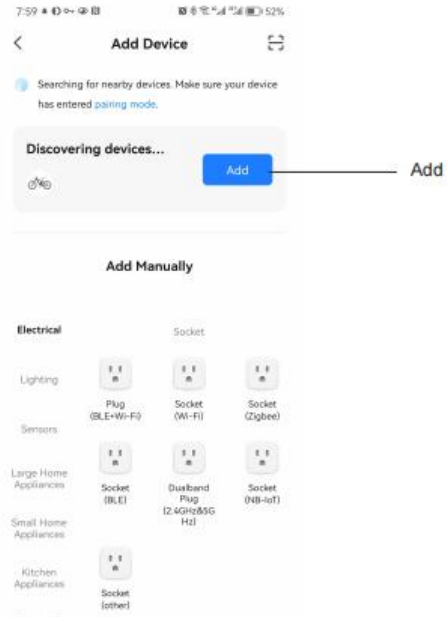 7:59
52%
Add Device
Searching for nearby devices. Make sure your device
has entered pairing mode.
Discovering devices...
Add
Add
Add Manually
Electrical
Socket
Lighting
Plug
(BLE+Wi-Fi)
Socket
(Wi-Fi)
Socket
(Zigbee)
Sensors
Large Home
Appliances
Socket
(BLE)
Dualband
Plug
(2.4GHz&5G
Hz)
Socket
(NB-IoT)
Small Home
Appliances
Kitchen
Appliances
Socket
(other)